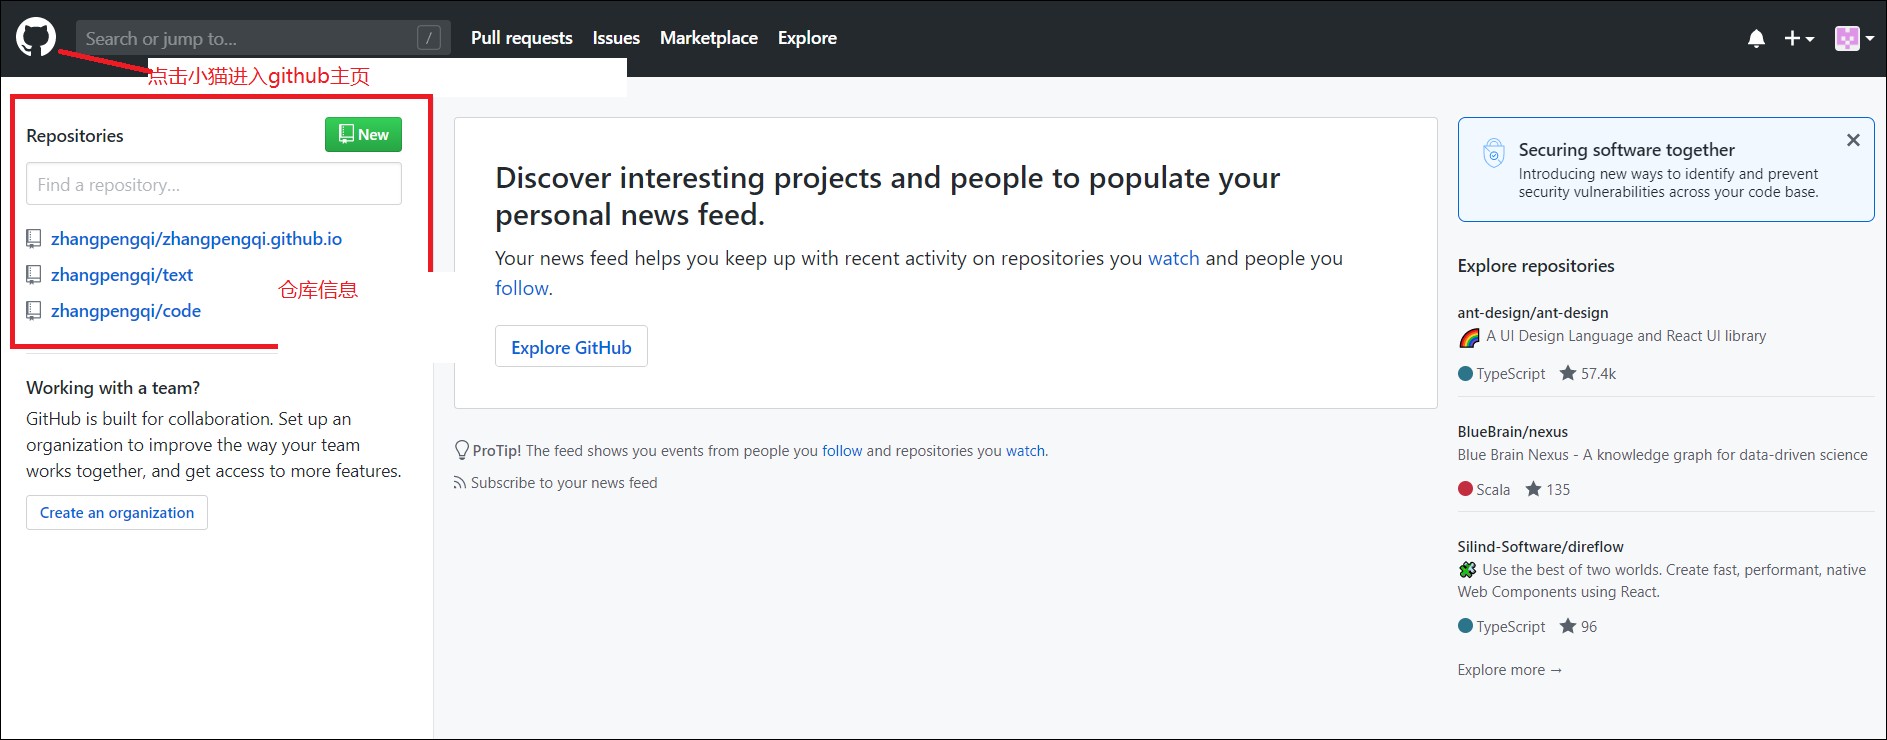 Search or jump to...
/
Pull requests
Issues
Marketplace
Explore
点击小猫进入github主页
Repositories
New
Find a repository...
zhangpengqi/zhangpengqi.github.io
zhangpengqi/text
zhangpengqi/code
仓库信息
Working with a team?
GitHub is built for collaboration. Set up an
organization to improve the way your team
works together, and get access to more features.
Create an organization
Discover interesting projects and people to populate your
personal news feed.
Your news feed helps you keep up with recent activity on repositories you watch and people you
follow.
Explore GitHub
ProTip! The feed shows you events from people you follow and repositories you watch.
Subscribe to your news feed
Securing software together
Introducing new ways to identify and prevent
security vulnerabilities across your code base.
Explore repositories
ant-design/ant-design
🌈 A UI Design Language and React UI library
TypeScript ★ 57.4k
BlueBrain/nexus
Blue Brain Nexus - A knowledge graph for data-driven science
Scala ★ 135
Silind-Software/direflow
🧩 Use the best of two worlds. Create fast, performant, native
Web Components using React.
TypeScript ★ 96
Explore more →